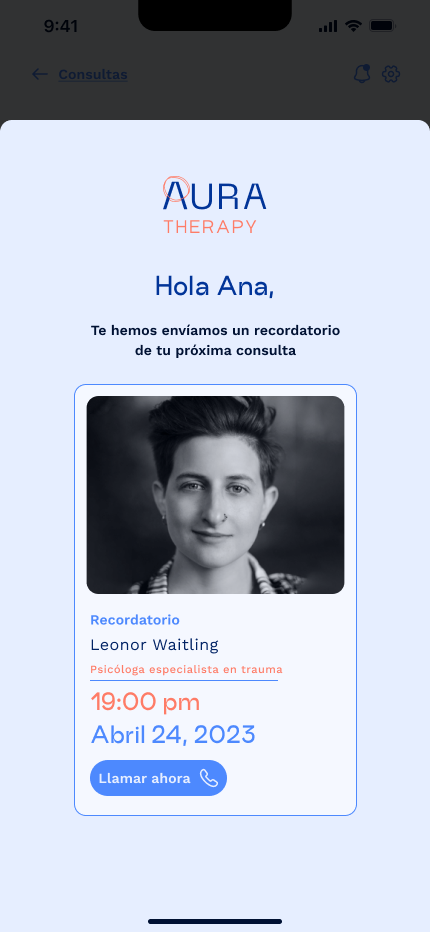 9:41
Consultas
AURA
THERAPY
Hola Ana,
Te hemos envíamos un recordatorio
de tu próxima consulta
Recordatorio
Leonor Waitling
Psicóloga especialista en trauma
19:00 pm
Abril 24, 2023
Llamar ahora